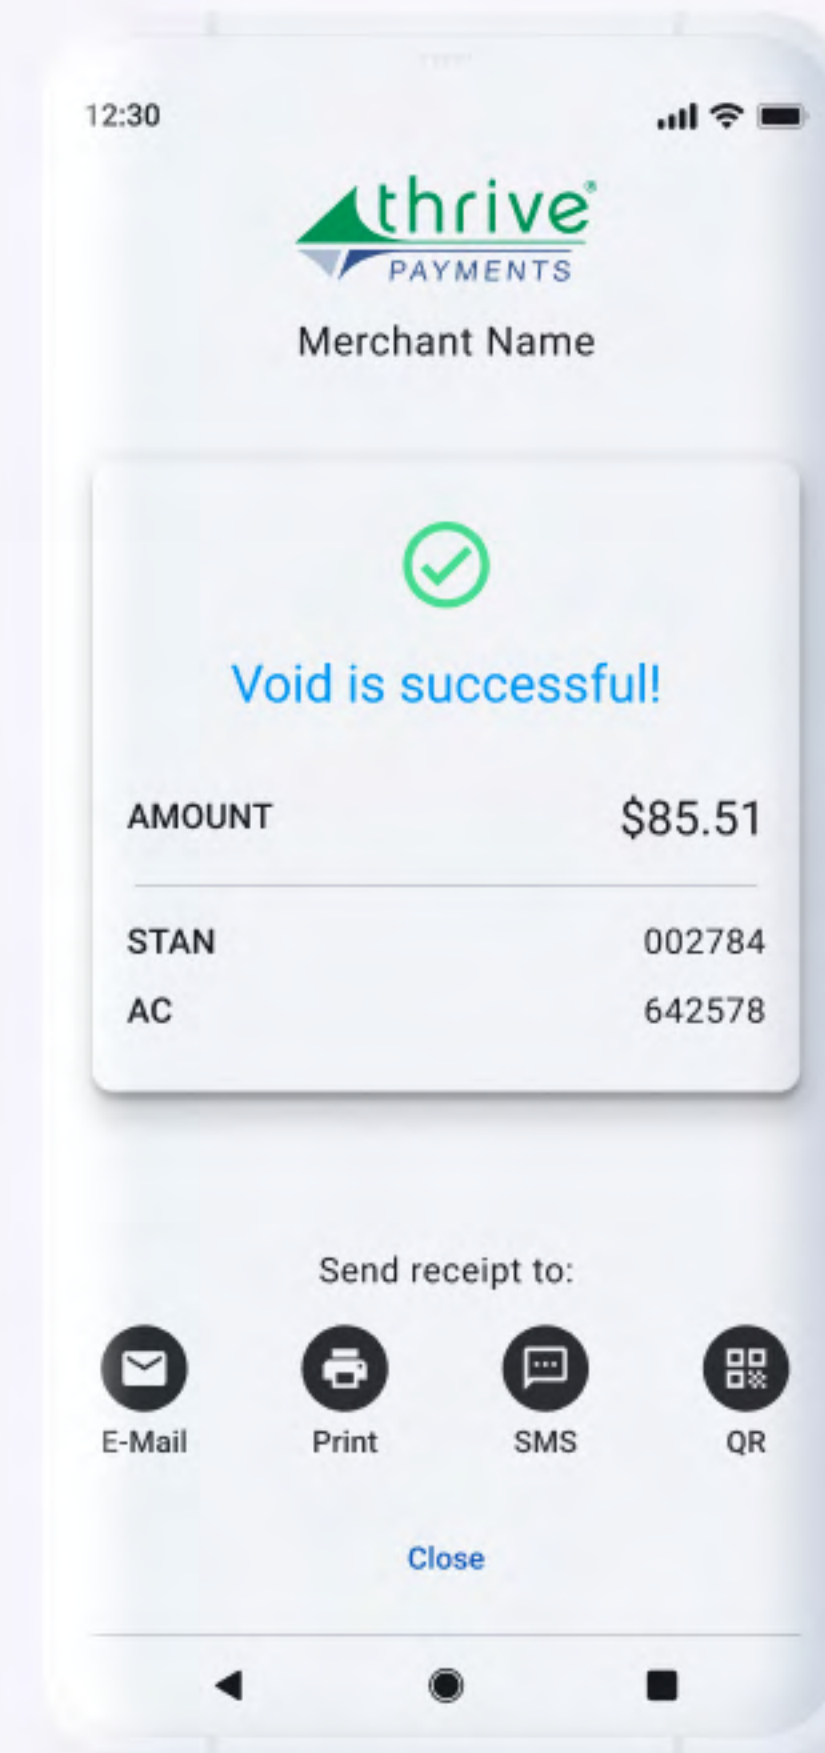 12:30
thrive®
PAYMENTS
Merchant Name
Void is successful!
AMOUNT $85.51
STAN 002784
AC 642578
Send receipt to:
E-Mail Print SMS QR
Close